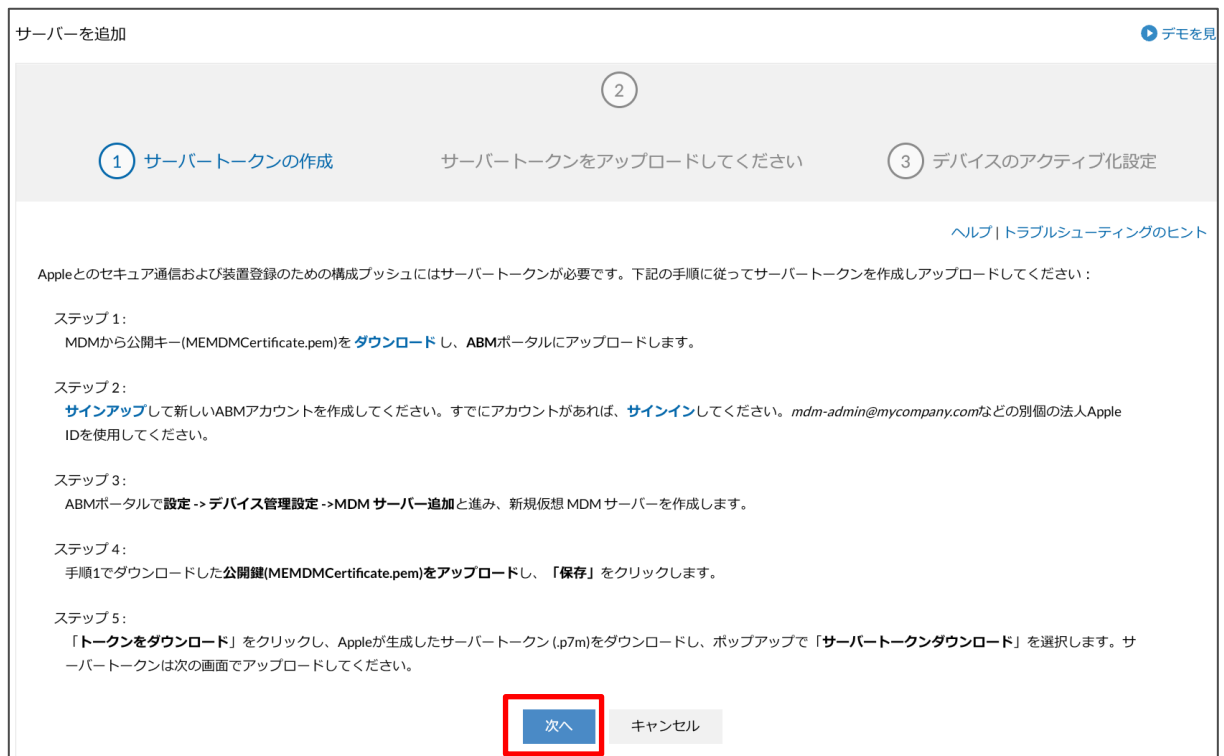 サーバーを追加
デモを見
2
1 サーバートークンの作成
サーバートークンをアップロードしてください
3 デバイスのアクティブ化設定
ヘルプ | トラブルシューティングのヒント
Appleとのセキュア通信および装置登録のための構成プッシュにはサーバートークンが必要です。下記の手順に従ってサーバートークンを作成しアップロードしてください :
ステップ 1 :
MDMから公開キー(MEMDMCertificate.pem)を ダウンロード し、ABMポータルにアップロードします。
ステップ 2 :
サインアップして新しいABMアカウントを作成してください。すでにアカウントがあれば、サインインしてください。mdm-admin@mycompany.comなどの別個の法人Apple
IDを使用してください。
ステップ 3 :
ABMポータルで設定 -> デバイス管理設定 ->MDM サーバー追加と進み、新規仮想 MDM サーバーを作成します。
ステップ 4 :
手順1でダウンロードした公開鍵(MEMDMCertificate.pem)をアップロードし、「保存」をクリックします。
ステップ 5 :
「トークンをダウンロード」をクリックし、Appleが生成したサーバートークン (.p7m)をダウンロードし、ポップアップで「サーバートークンダウンロード」を選択します。サ
ーバートークンは次の画面でアップロードしてください。
次へ
キャンセル